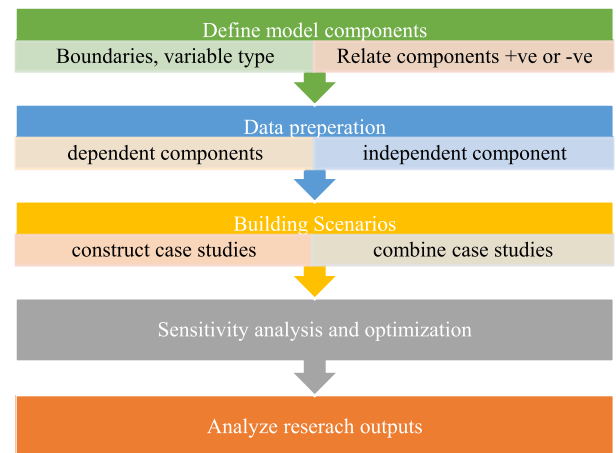 Define model components
Boundaries, variable type
Relate components +ve or -ve
Data preperation
dependent components
independent component
Building Scenarios
construct case studies
combine case studies
Sensitivity analysis and optimization
Analyze reserach outputs